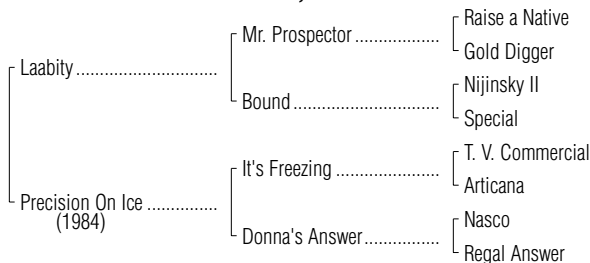 Raise a Native
Mr. Prospector ..................
Gold Digger
Laabity .............................
Nijinsky II
Bound ...............................
Special
T. V. Commercial
It's Freezing ......................
Articana
Precision On Ice ...............
(1984)
Nasco
Donna's Answer................
Regal Answer